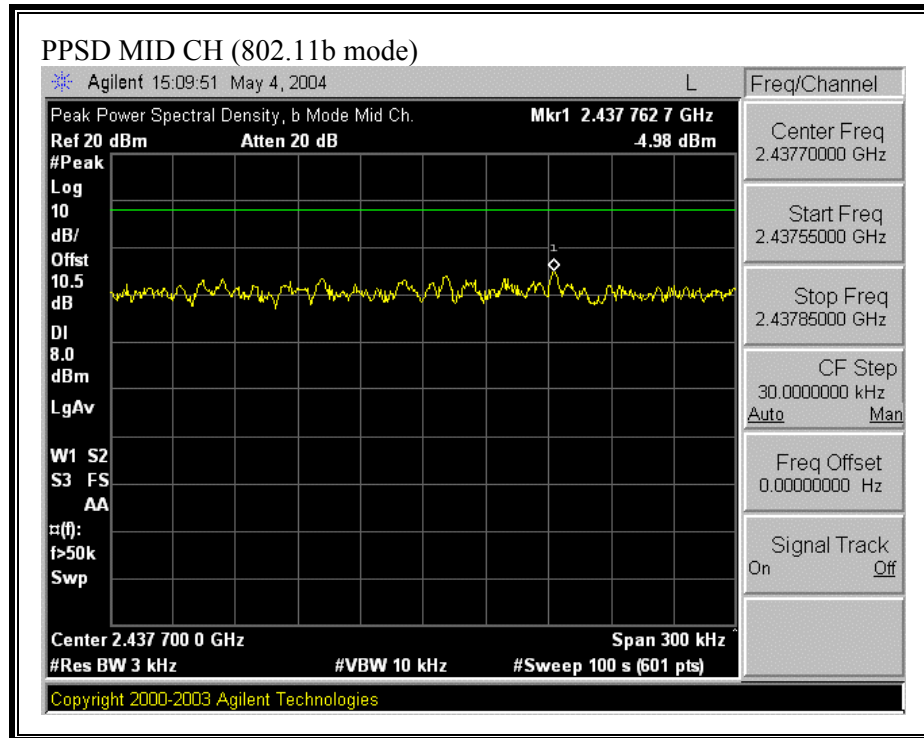 PPSD MID CH (802.11b mode)
Agilent 15:09:51 May 4, 2004 L
Peak Power Spectral Density, b Mode Mid Ch. Mkr1 2.437 762 7 GHz
Ref 20 dBm Atten 20 dB -4.98 dBm
#Peak
Log
10
dB/
Offst
10.5
dB
DI
8.0
dBm
LgAv
W1 S2
S3 FS
AA
¤(f):
f>50k
Swp
1
Center 2.437 700 0 GHz Span 300 kHz
#Res BW 3 kHz #VBW 10 kHz #Sweep 100 s (601 pts)
Copyright 2000-2003 Agilent Technologies
Freq/Channel
Center Freq
2.43770000 GHz
Start Freq
2.43755000 GHz
Stop Freq
2.43785000 GHz
CF Step
30.0000000 kHz
Auto Man
Freq Offset
0.00000000 Hz
Signal Track
On Off